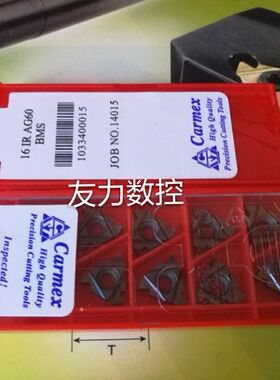 16 IR AG60
BMS
1033400015
JOB NO.14015
Carmex
High Quality
Precision Cutting Tools
友力数控
Carmex
High Quality
Precision Cutting Tools
Inspected!
T